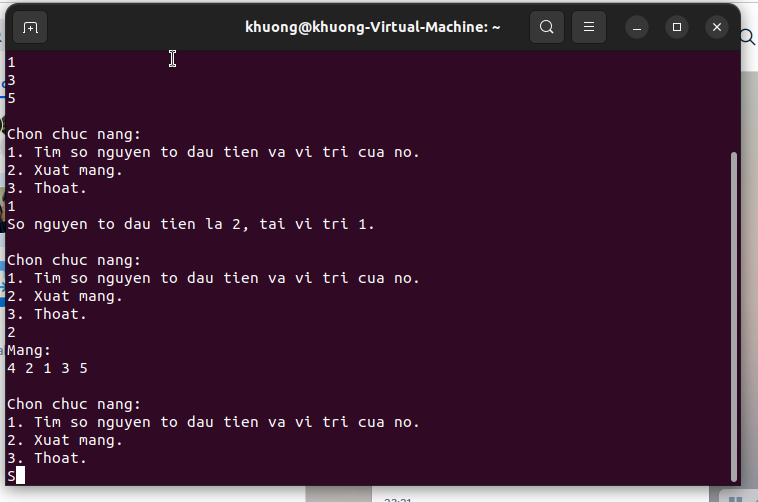 khuong@khuong-Virtual-Machine: ~
1
3
5
Chon chuc nang:
1. Tim so nguyen to dau tien va vi tri cua no.
2. Xuat mang.
3. Thoat.
1
So nguyen to dau tien la 2, tai vi tri 1.
Chon chuc nang:
1. Tim so nguyen to dau tien va vi tri cua no.
2. Xuat mang.
3. Thoat.
2
Mang:
4 2 1 3 5
Chon chuc nang:
1. Tim so nguyen to dau tien va vi tri cua no.
2. Xuat mang.
3. Thoat.
S